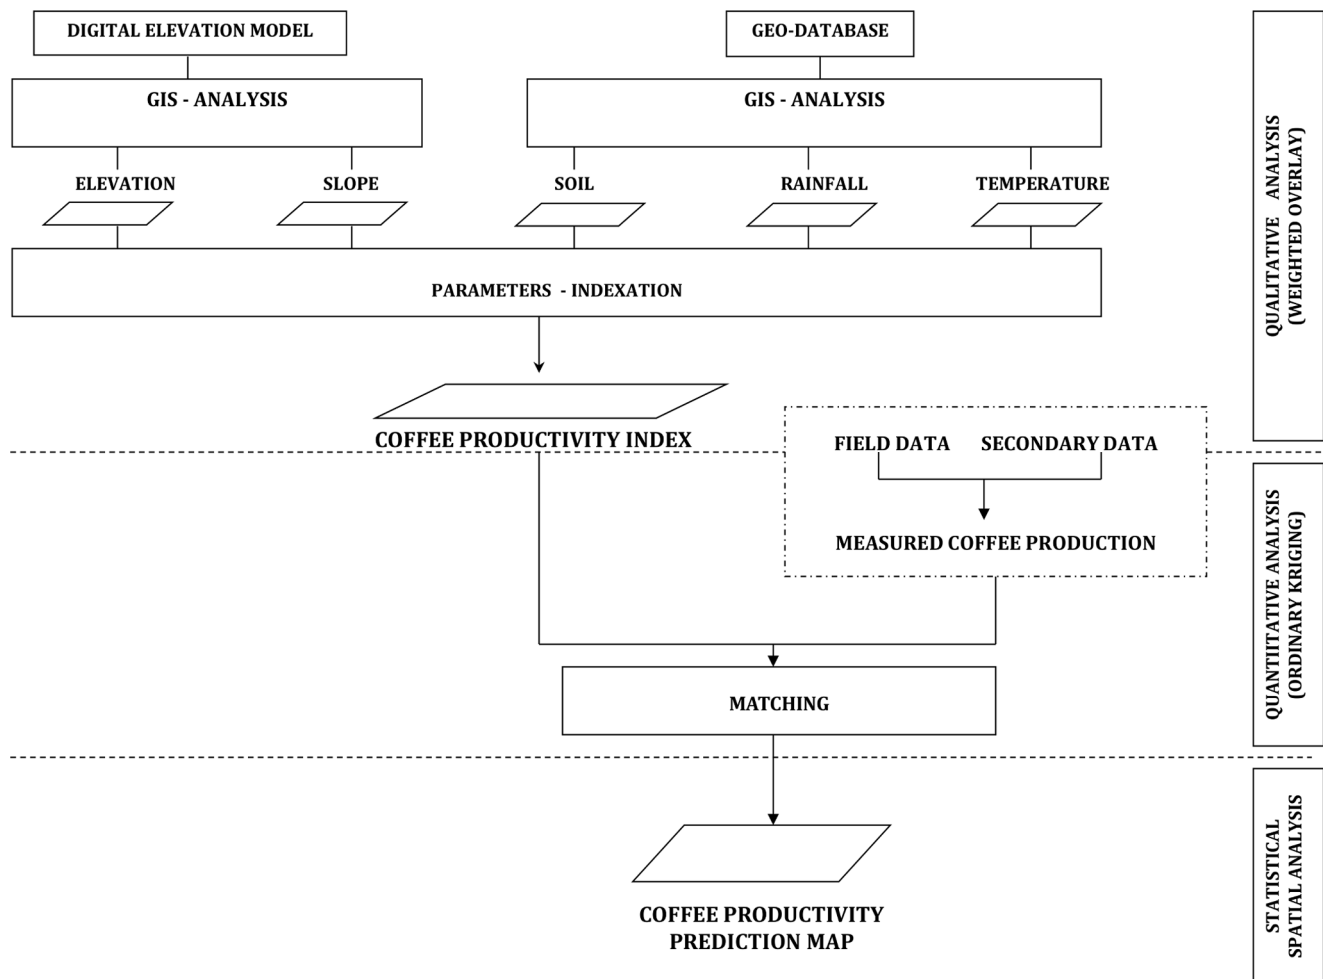 DIGITAL ELEVATION MODEL
GEO-DATABASE
GIS - ANALYSIS
GIS - ANALYSIS
ELEVATION
SLOPE
SOIL
RAINFALL
TEMPERATURE
PARAMETERS - INDEXATION
COFFEE PRODUCTIVITY INDEX
QUALITATIVE ANALYSIS
(WEIGHTED OVERLAY)
FIELD DATA
SECONDARY DATA
MEASURED COFFEE PRODUCTION
MATCHING
QUANTIITATIVE ANALYSIS
(ORDINARY KRIGING)
COFFEE PRODUCTIVITY
PREDICTION MAP
STATISTICAL
SPATIAL ANALYSIS